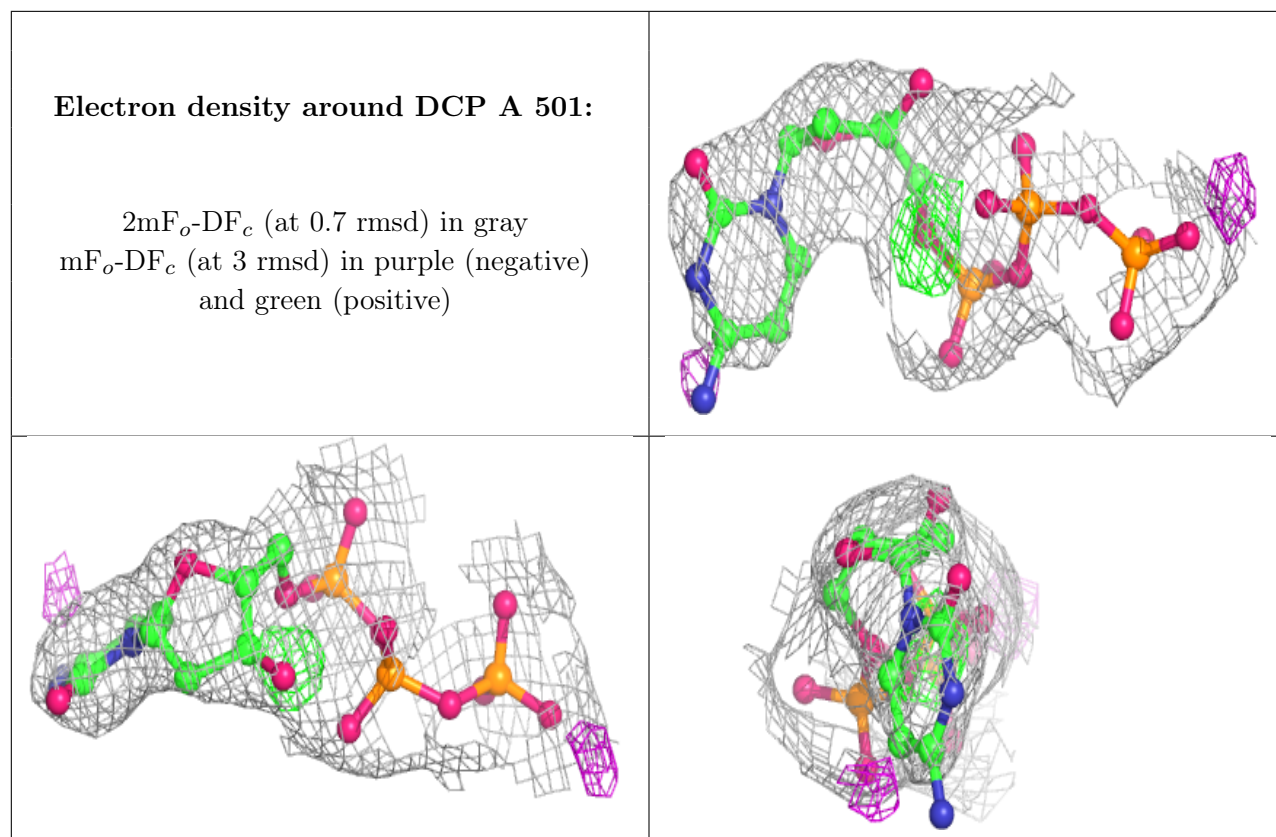 Electron density around DCP A 501:
2mFo-DFc (at 0.7 rmsd) in gray
mFo-DFc (at 3 rmsd) in purple (negative)
and green (positive)